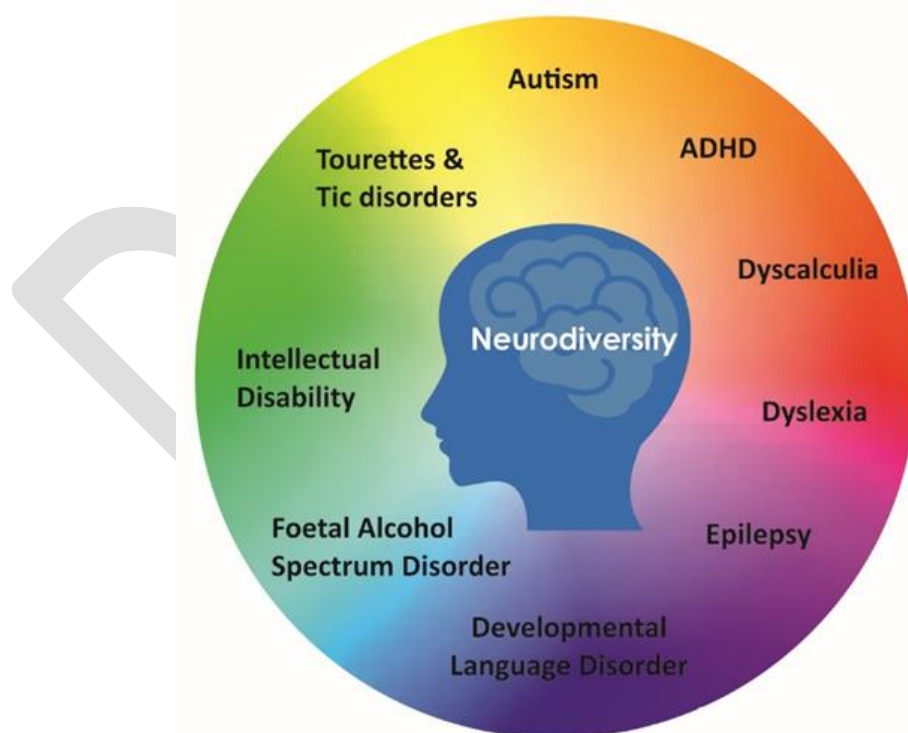 Autism
ADHD
Tourettes &
Tic disorders
Dyscalculia
Neurodiversity
Intellectual
Disability
Dyslexia
Foetal Alcohol
Spectrum Disorder
Epilepsy
Developmental
Language Disorder